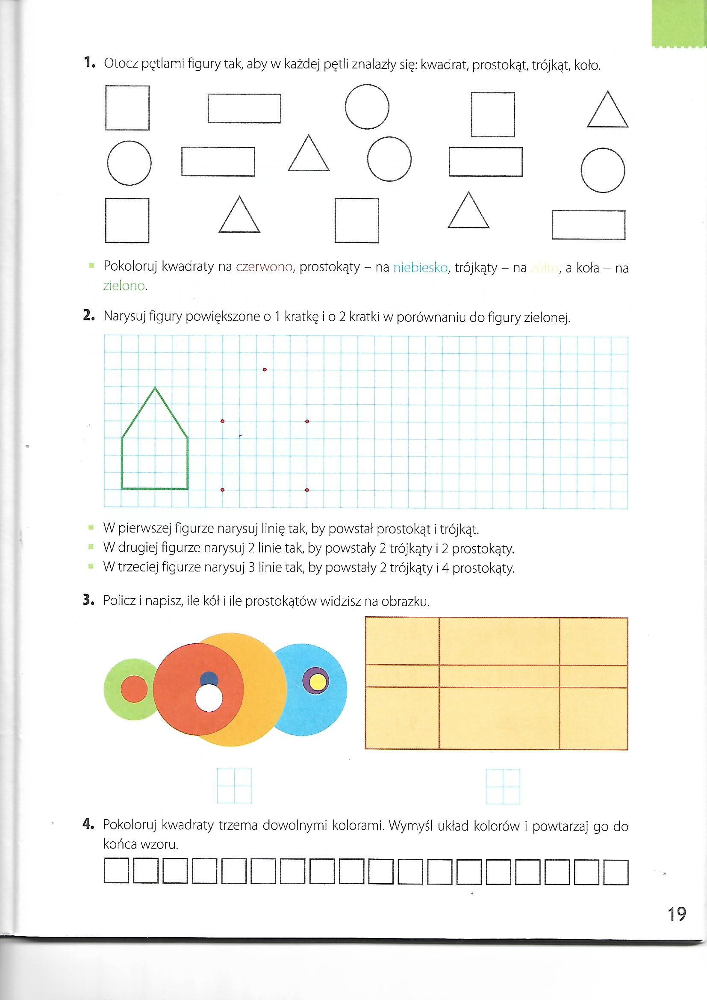 1. Otocz pętlami figury tak, aby w każdej pętli znalazły się: kwadrat, prostokąt, trójkąt, koło.
Pokoloruj kwadraty na czerwono, prostokąty – na niebiesko, trójkąty – na żółto, a koła – na
zielono.
2. Narysuj figury powiększone o 1 kratkę i o 2 kratki w porównaniu do figury zielonej.
W pierwszej figurze narysuj linię tak, by powstał prostokąt i trójkąt.
W drugiej figurze narysuj 2 linie tak, by powstały 2 trójkąty i 2 prostokąty.
W trzeciej figurze narysuj 3 linie tak, by powstały 2 trójkąty i 4 prostokąty.
3. Policz i napisz, ile kół i ile prostokątów widzisz na obrazku.
4. Pokoloruj kwadraty trzema dowolnymi kolorami. Wymyśl układ kolorów i powtarzaj go do
końca wzoru.
19